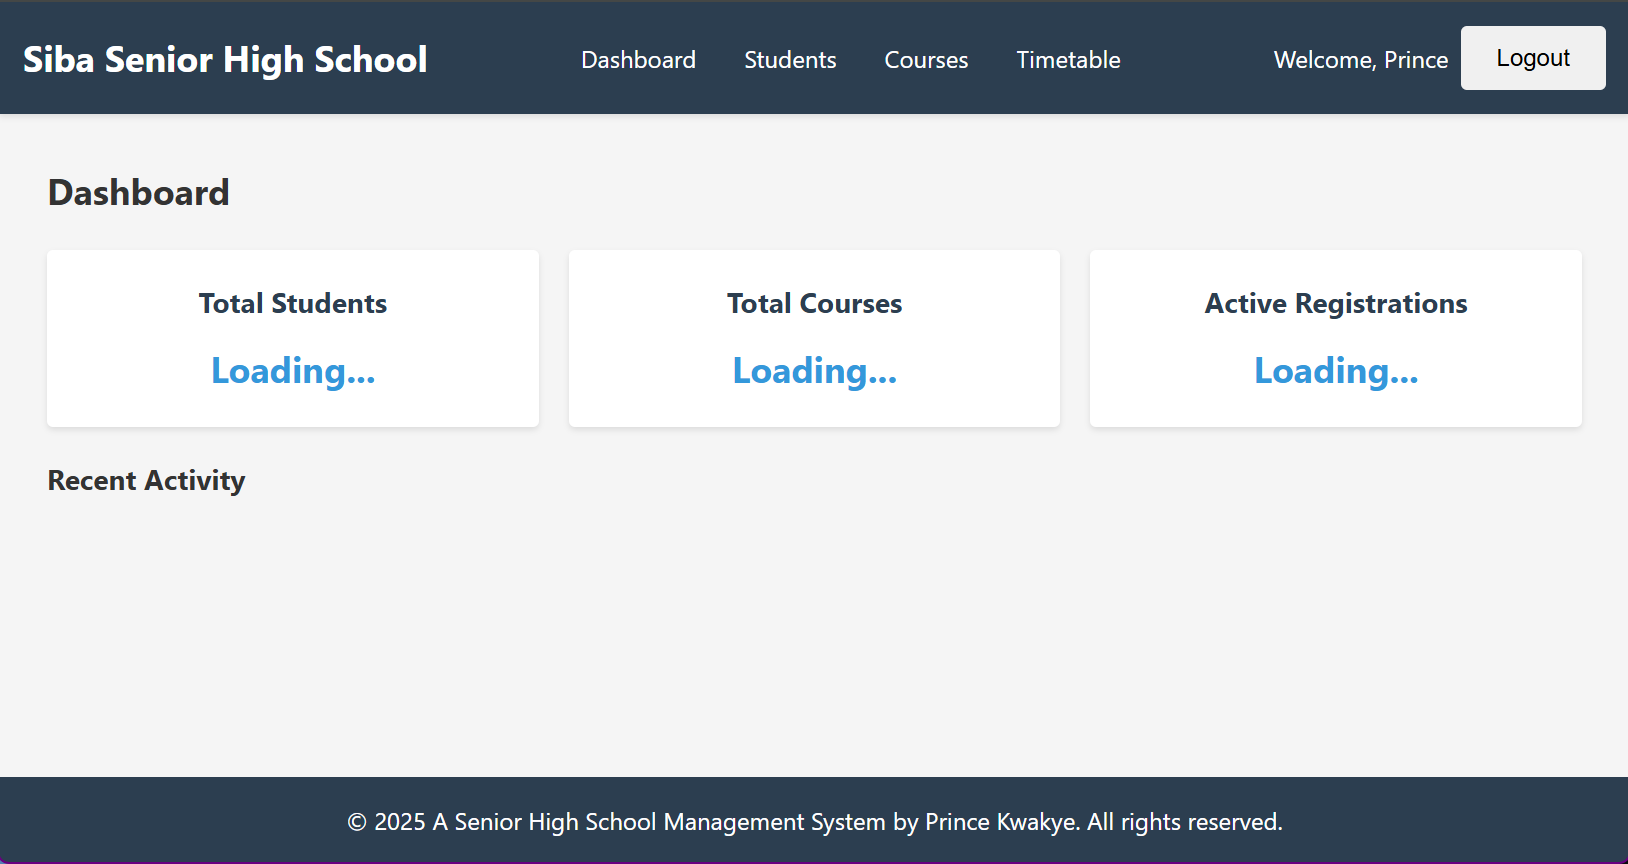 Siba Senior High School
Dashboard Students Courses Timetable
Welcome, Prince Logout
Dashboard
Total Students
Loading...
Total Courses
Loading...
Active Registrations
Loading...
Recent Activity
© 2025 A Senior High School Management System by Prince Kwakye. All rights reserved.